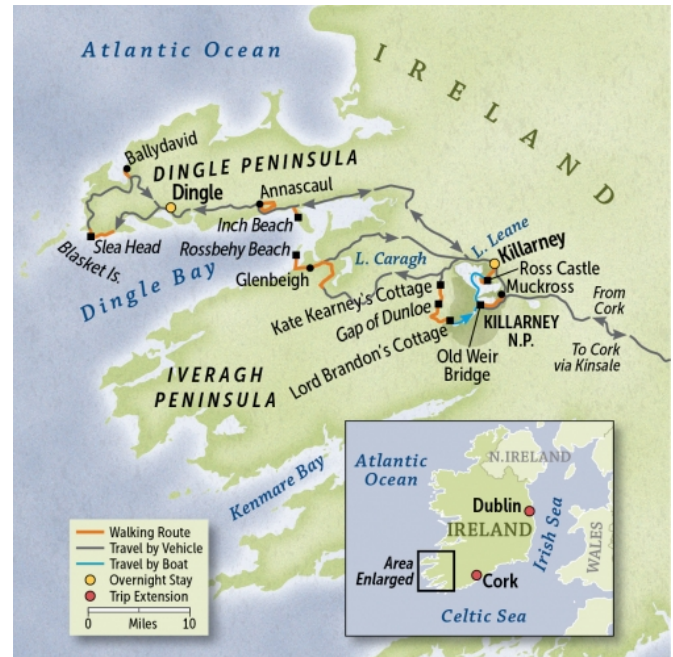 Atlantic Ocean
IRELAND
Ballydavid
DINGLE PENINSULA
Dingle
Annascaul
Inch Beach
Slea Head
Blasket Is.
Rossbehy Beach
Dingle Bay
Glenbeigh
L. Caragh
L. Leane
Killarney
Ross Castle
Muckross
Kate Kearney's Cottage
Gap of Dunloe
Lord Brandon's Cottage
KILLARNEY
N.P.
Old Weir
Bridge
From
Cork
To Cork
via Kinsale
IVERAGH
PENINSULA
Kenmare Bay
Walking Route
Travel by Vehicle
Travel by Boat
Overnight Stay
Trip Extension
0 Miles 10
Atlantic
Ocean
N.IRELAND
Dublin
IRELAND
Irish Sea
WALES
Area
Enlarged
Cork
Celtic Sea